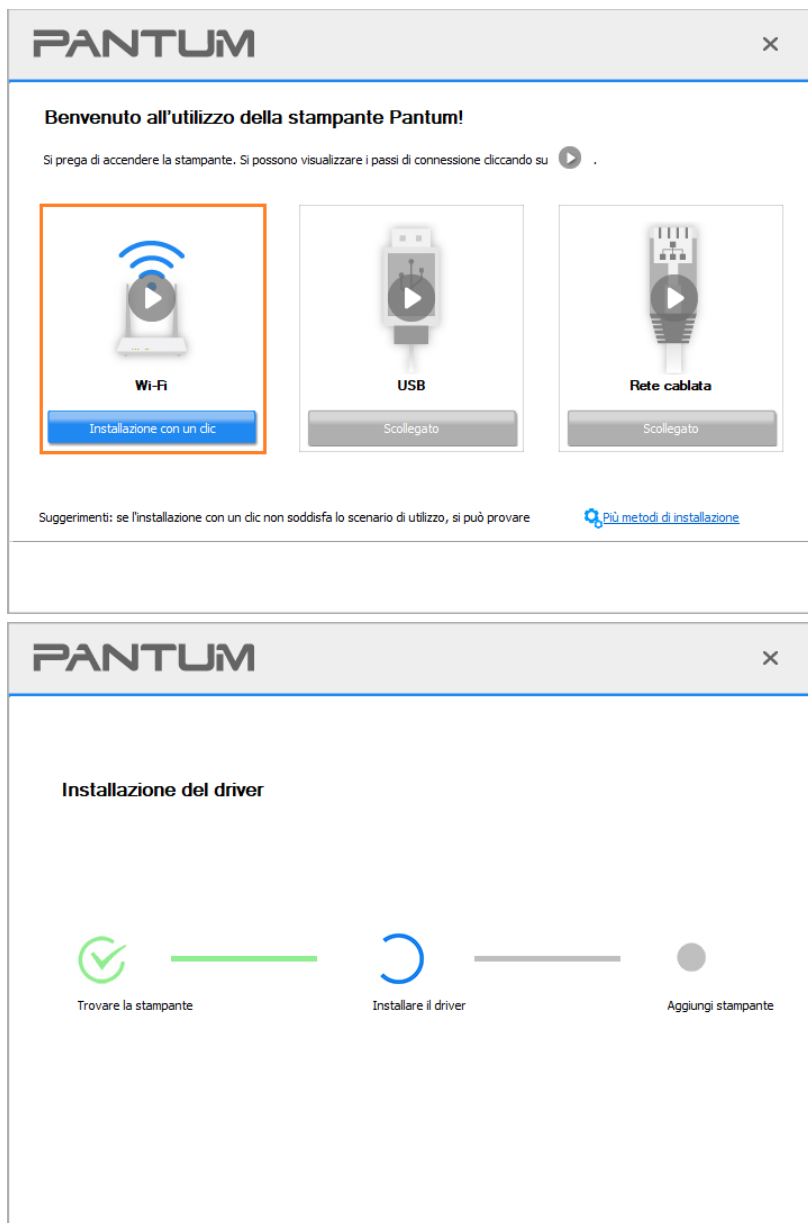 PANTUM
Benvenuto all'utilizzo della stampante Pantum!
Si prega di accendere la stampante. Si possono visualizzare i passi di connessione cliccando su .
Wi-Fi
USB
Rete cablata
Installazione con un clic
Scollegato
Scollegato
Suggerimenti: se l'installazione con un clic non soddisfa lo scenario di utilizzo, si può provare Più metodi di installazione
PANTUM
Installazione del driver
Trovare la stampante
Installare il driver
Aggiungi stampante